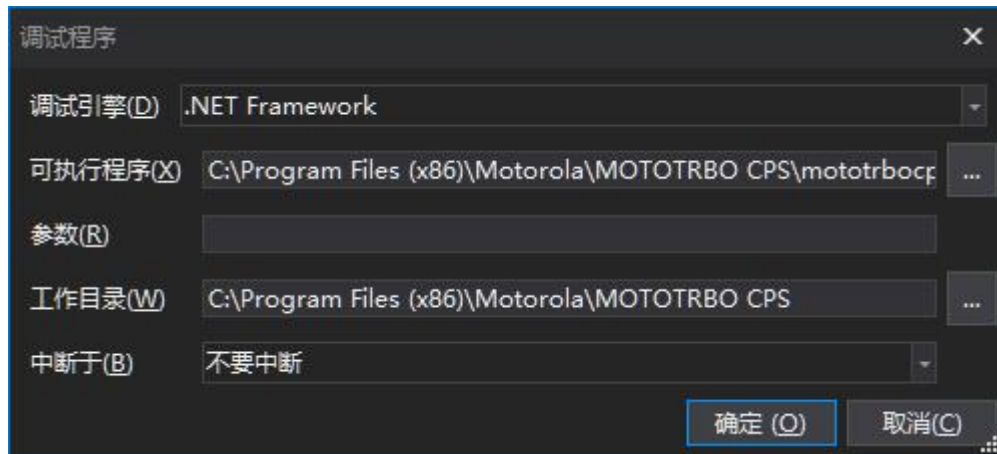 调试程序
调试引擎(D) .NET Framework
可执行程序(X) C:\Program Files (x86)\Motorola\MOTOTRBO CPS\mototrbocp ...
参数(R)
工作目录(W) C:\Program Files (x86)\Motorola\MOTOTRBO CPS ...
中断于(B) 不要中断
确定 (O) 取消(C)